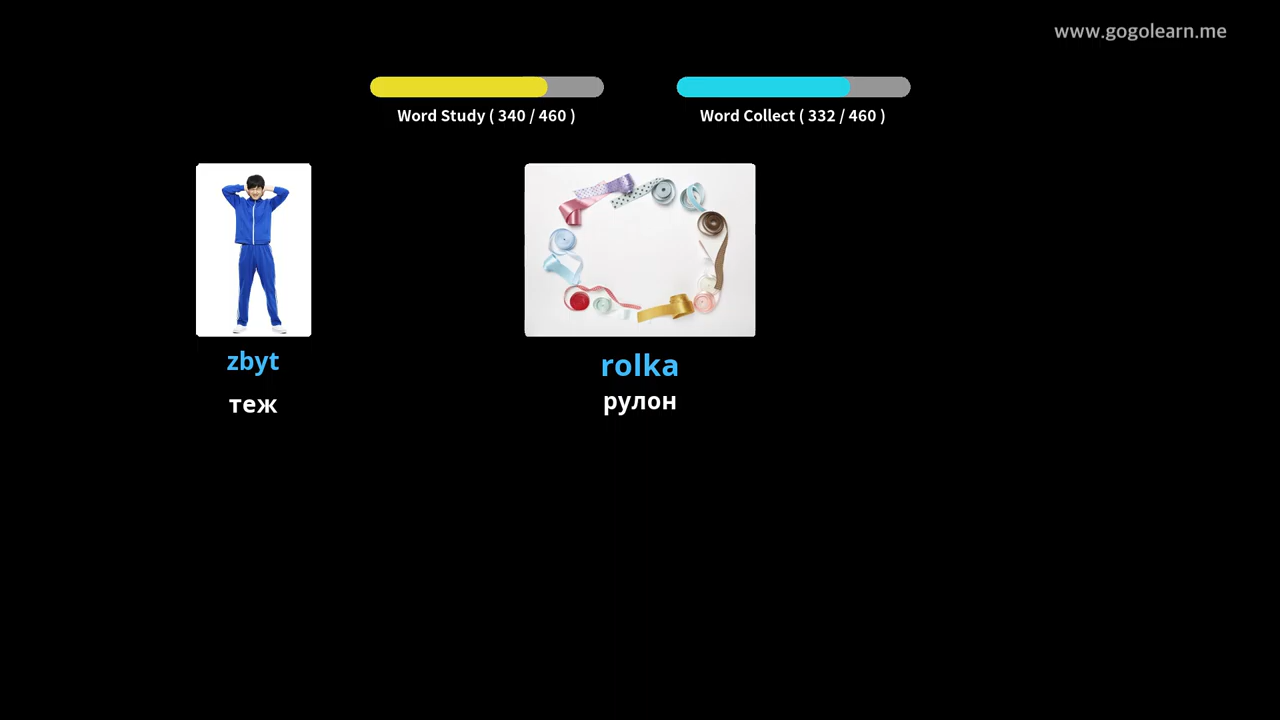 www.gogolearn.me
Word Study ( 340 / 460 )
Word Collect ( 332 / 460 )
zbyt
теж
rolka
рулон